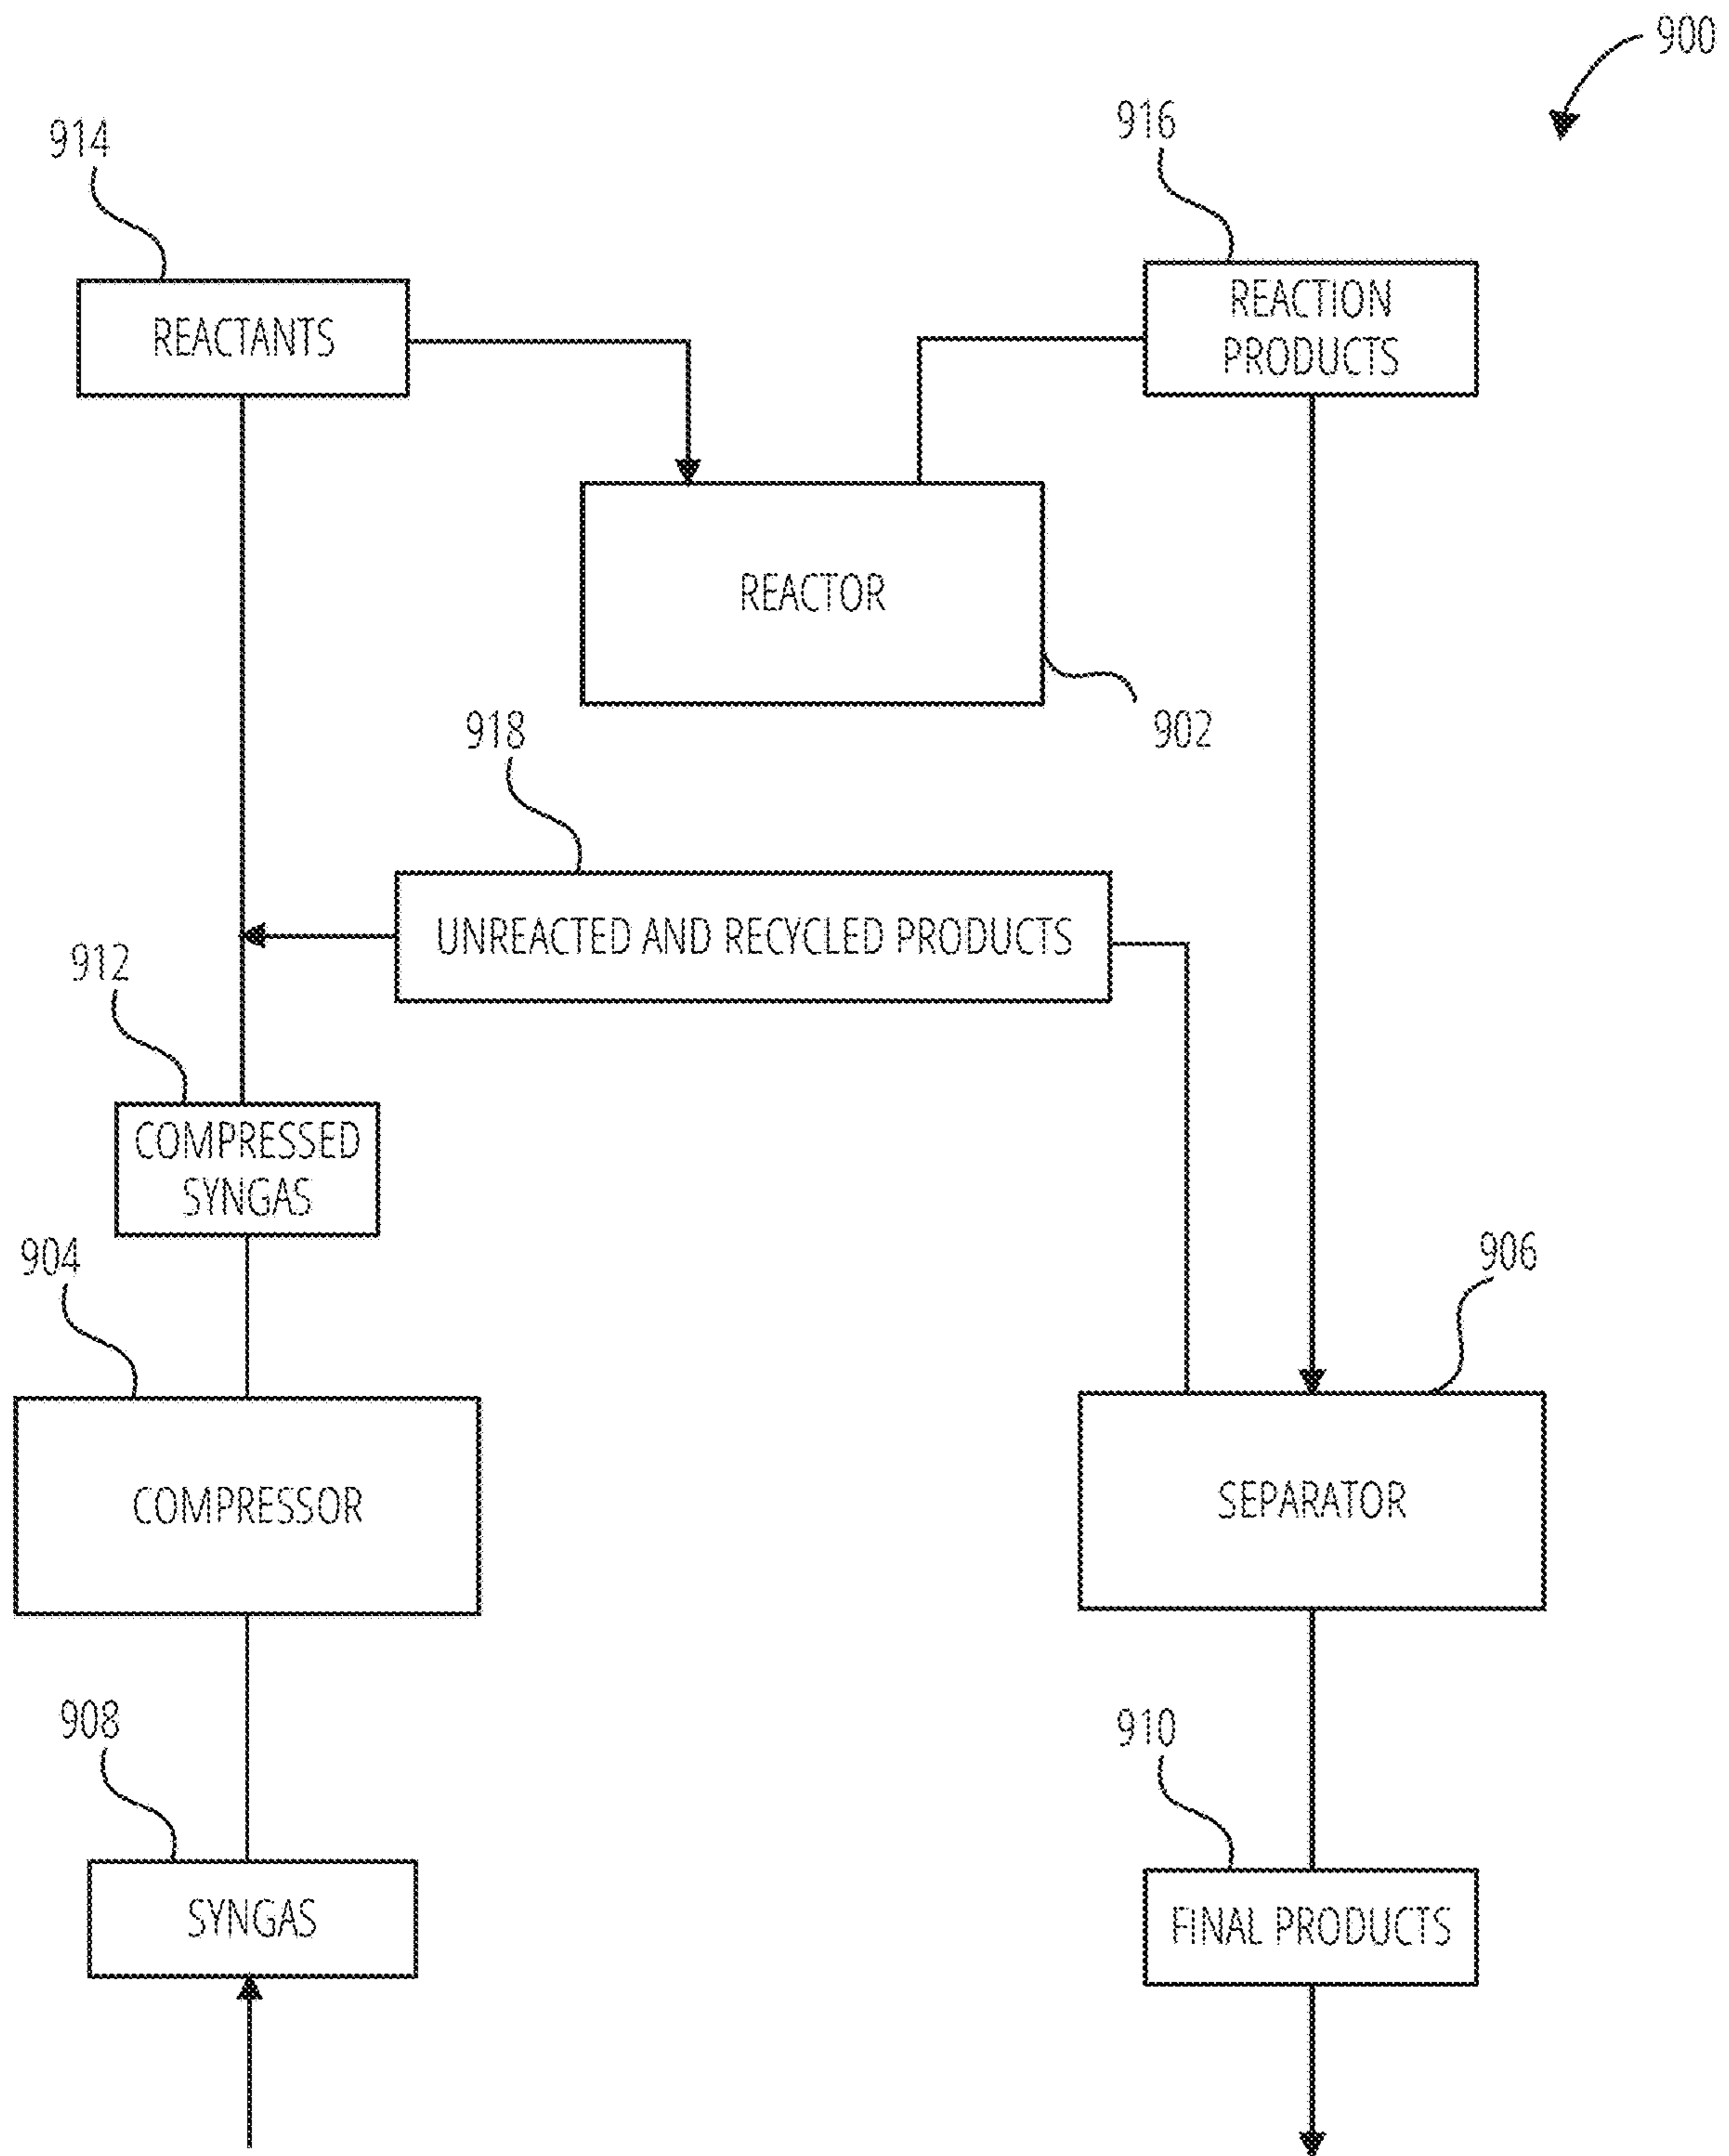 900
914
916
REACTANTS
REACTION
PRODUCTS
REACTOR
902
918
UNREACTED AND RECYCLED PRODUCTS
912
COMPRESSED
SYNGAS
904
906
COMPRESSOR
SEPARATOR
908
910
SYNGAS
FINAL PRODUCTS